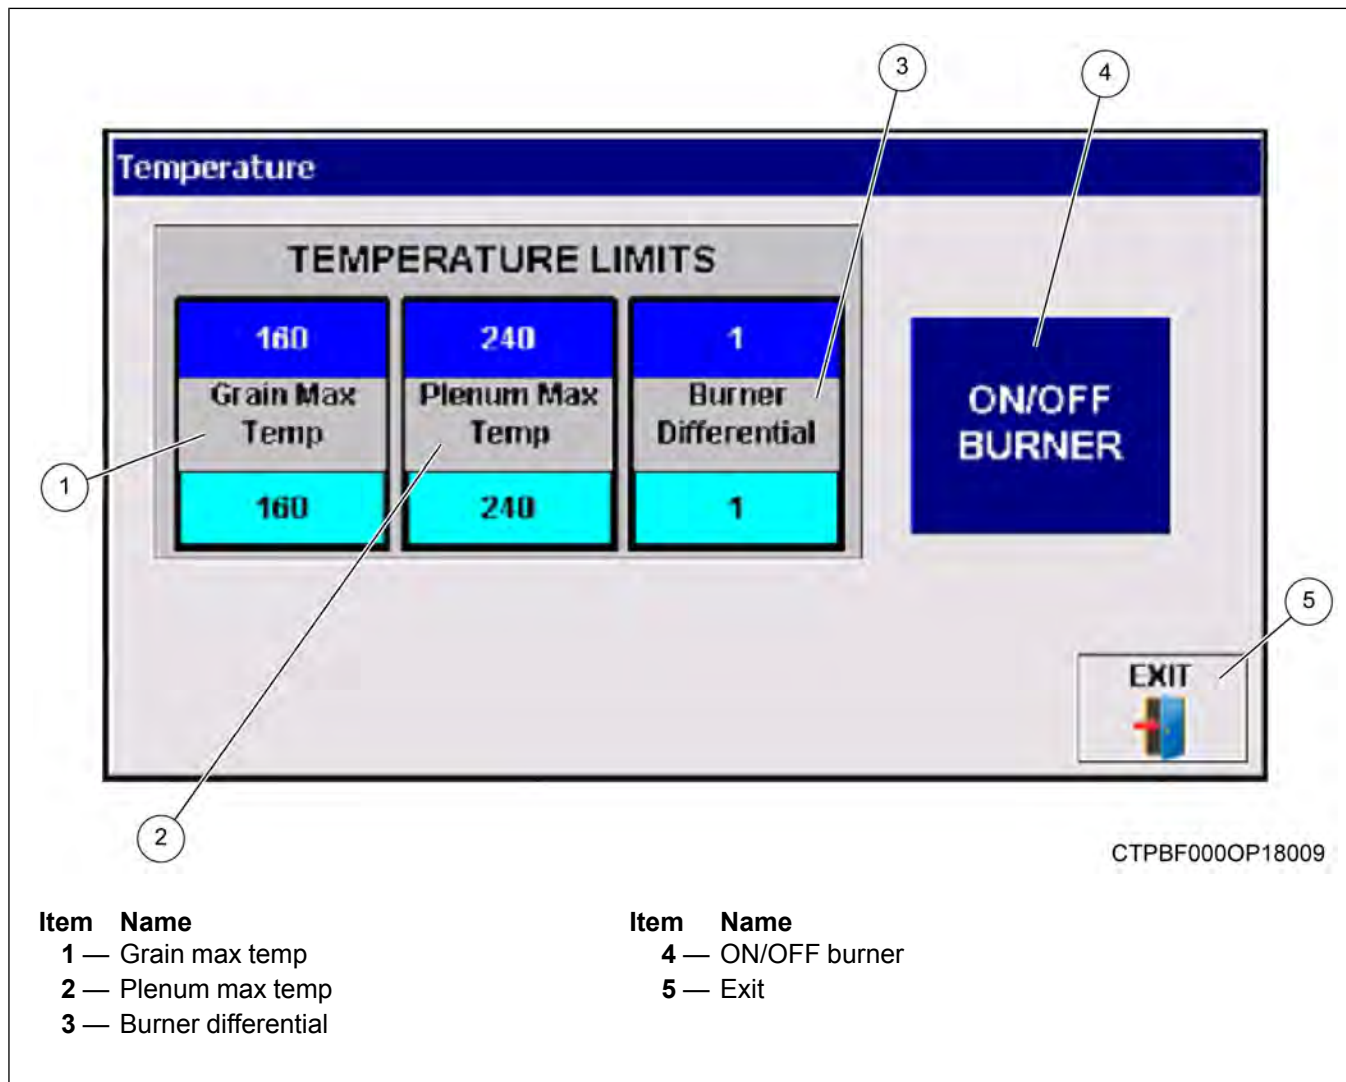 3
4
Temperature
TEMPERATURE LIMITS
160
240
1
Grain Max
Temp
Plenum Max
Temp
Burner
Differential
160
240
1
ON/OFF
BURNER
1
5
EXIT
2
CTPBF000OP18009
Item Name
1 — Grain max temp
2 — Plenum max temp
3 — Burner differential
Item Name
4 — ON/OFF burner
5 — Exit